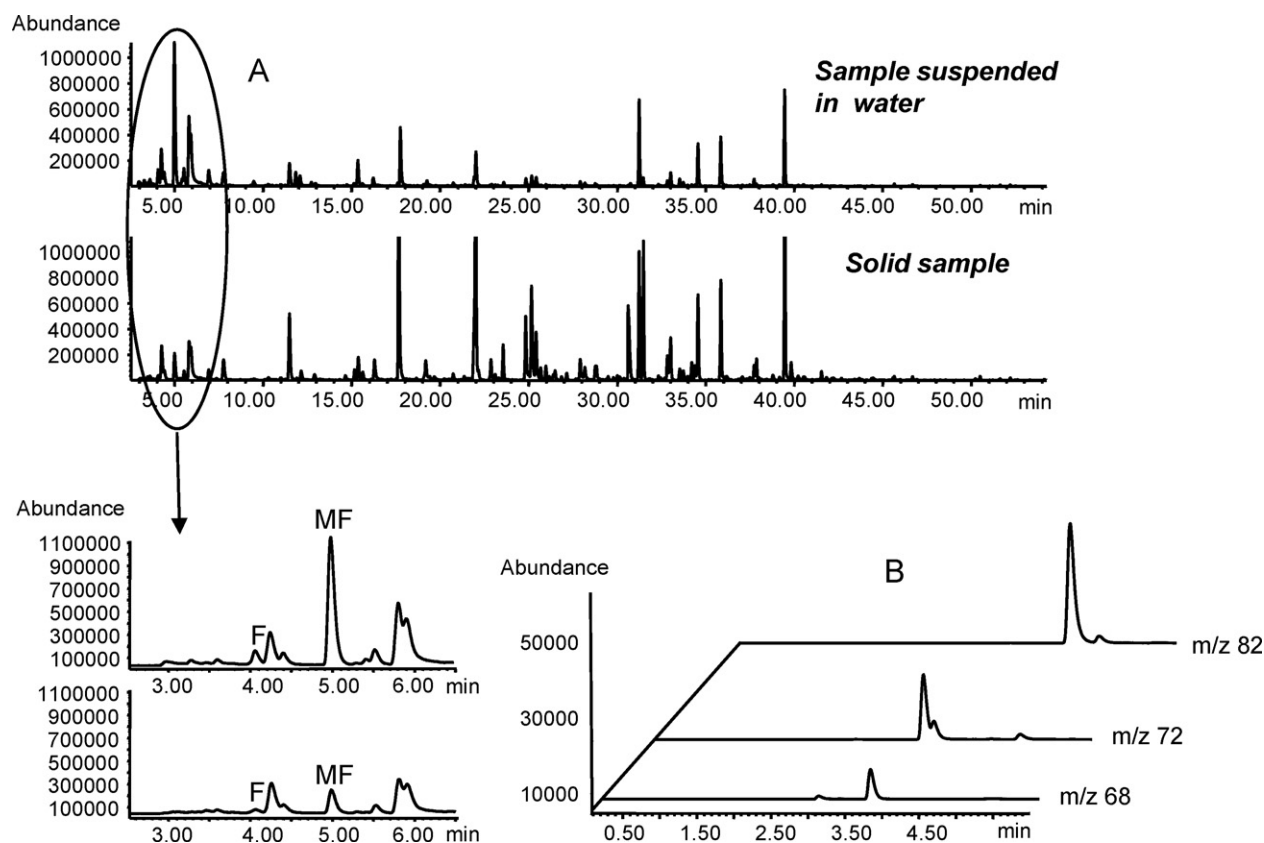 Abundance
A
1000000
800000
600000
400000
200000
Sample suspended
in water
5.00 10.00 15.00 20.00 25.00 30.00 35.00 40.00 45.00 50.00 min
1000000
800000
600000
400000
200000
Solid sample
5.00 10.00 15.00 20.00 25.00 30.00 35.00 40.00 45.00 50.00 min
Abundance
1100000
900000
700000
500000
300000
100000
MF
F
3.00 4.00 5.00 6.00 min
1100000
900000
700000
500000
300000
100000
F MF
3.00 4.00 5.00 6.00 min
B
Abundance
50000
30000
10000
m/z 82
m/z 72
m/z 68
0.50 1.50 2.50 3.50 4.50 min